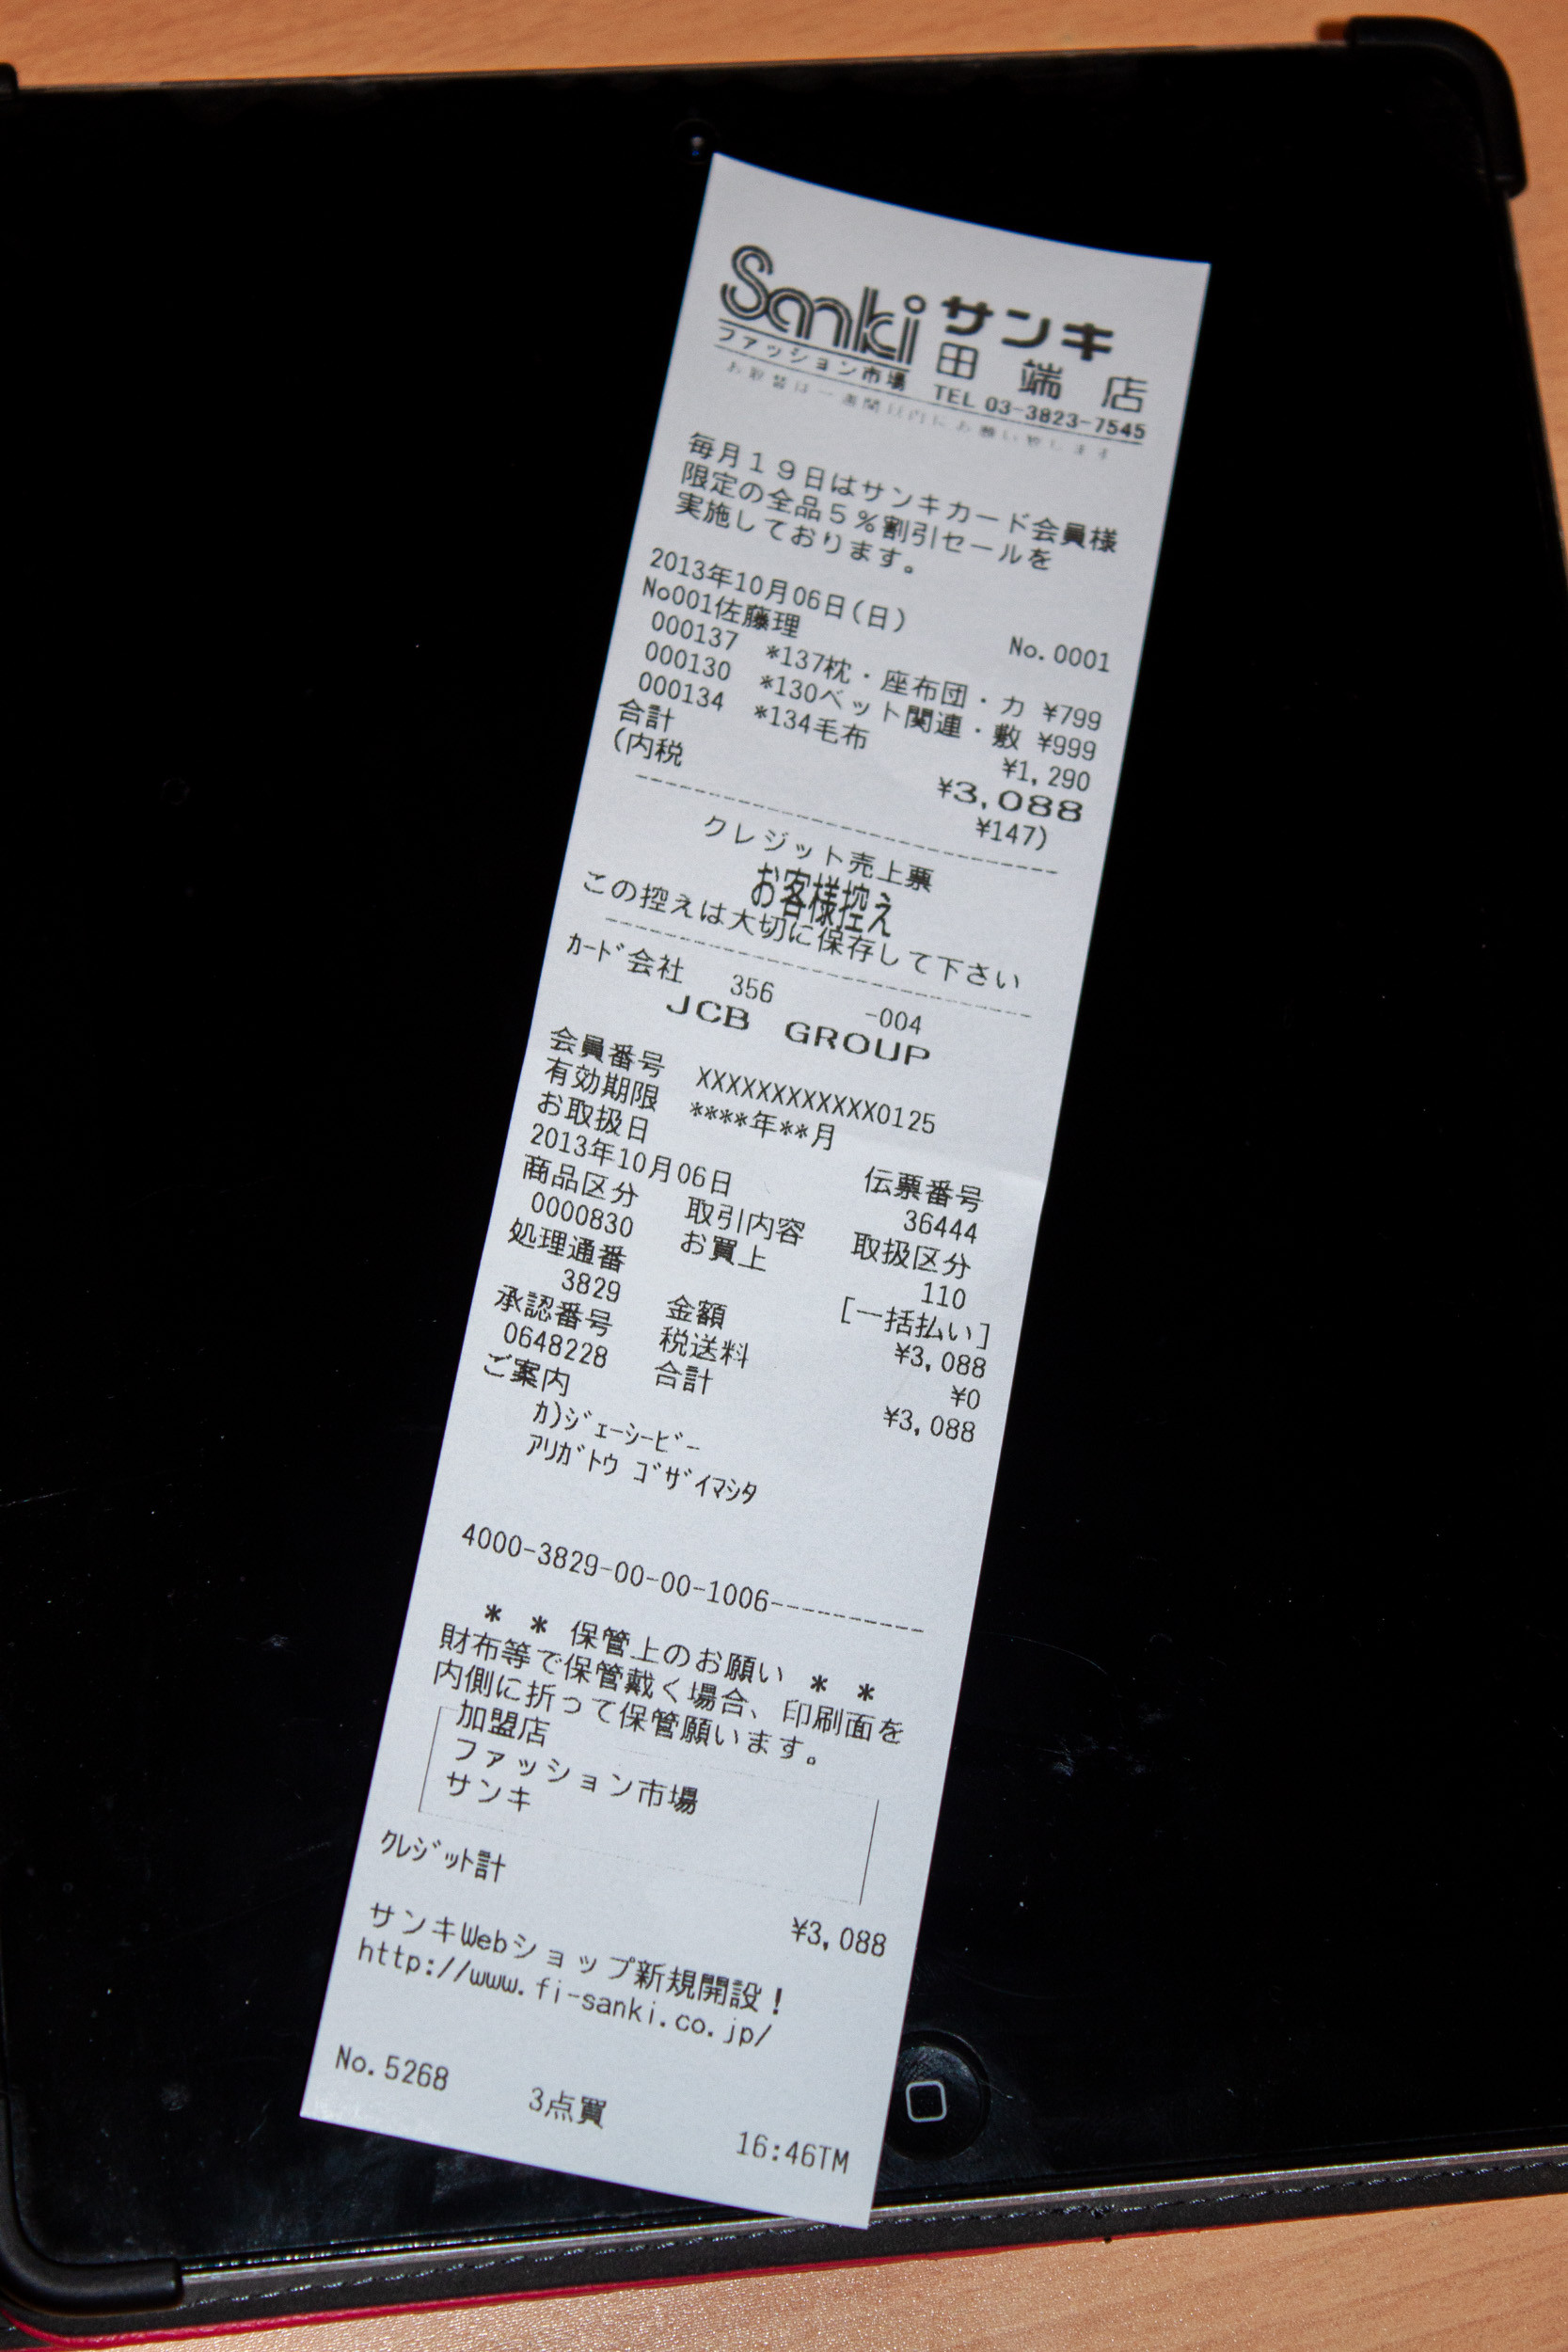 Sanki サンキ
ファッション市場 田端店
TEL 03-3823-7545
お取替は一週間以内にお願い致します
毎月19日はサンキカード会員様
限定の全品5%割引セールを
実施しております。
2013年10月06日(日) No.0001
No001佐藤理
000137 *137枕・座布団・カ ¥799
000130 *130ベット関連・敷 ¥999
000134 *134毛布 ¥1,290
合計 ¥3,088
(内税 ¥147)
クレジット売上票
お客様控え
この控えは大切に保存して下さい
カード会社 356 -004
JCB GROUP
会員番号 XXXXXXXXXXXX0125
有効期限 ****年**月
お取扱日 伝票番号
2013年10月06日 36444
商品区分 取引内容 取扱区分
0000830 お買上 110
処理通番 [一括払い]
3829 金額 ¥3,088
承認番号 税送料 ¥0
0648228 合計 ¥3,088
ご案内
カ)ジェーシービー
アリガトウ ゴザイマシタ
4000-3829-00-00-1006----------
* * 保管上のお願い * *
財布等で保管戴く場合、印刷面を
内側に折って保管願います。
加盟店
ファッション市場
サンキ
クレジット計 ¥3,088
サンキWebショップ新規開設!
http://www.fi-sanki.co.jp/
No.5268 3点買 16:46TM